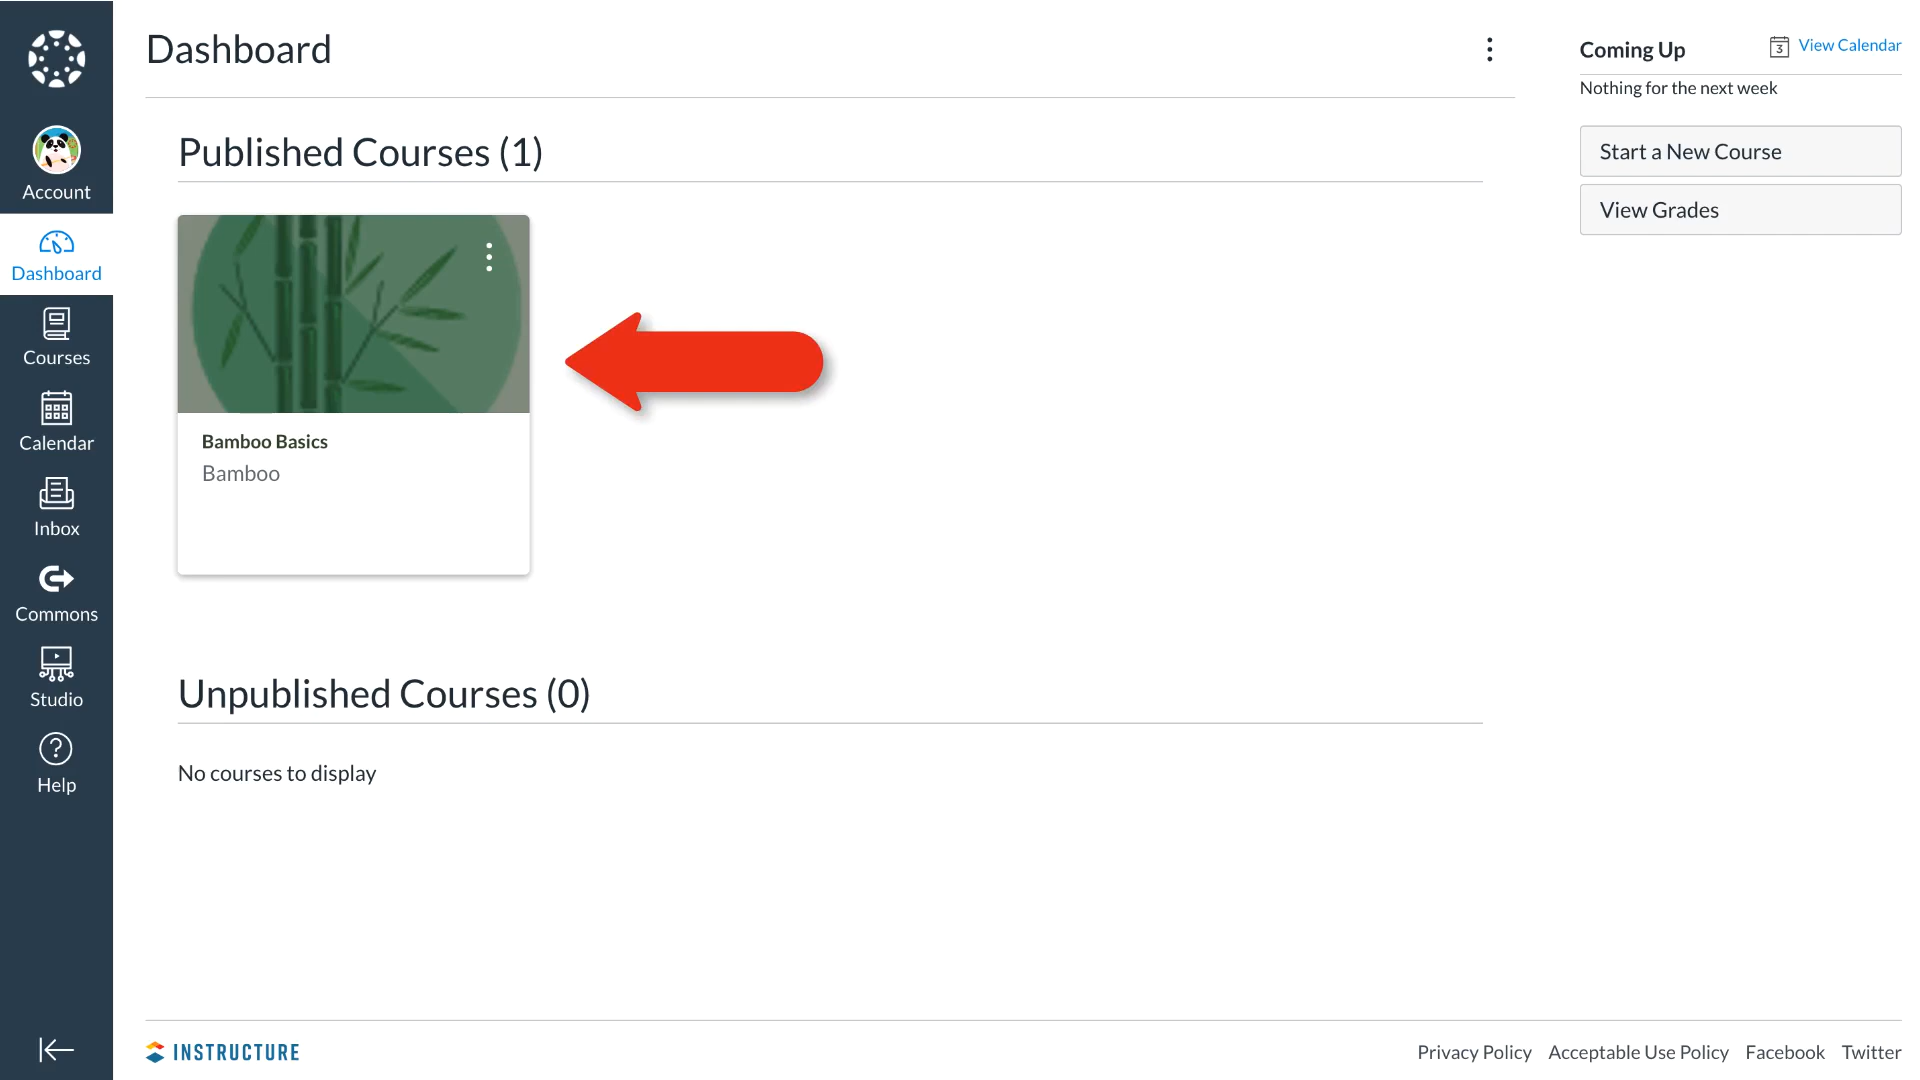 Account
Dashboard
Courses
Calendar
Inbox
Commons
Studio
Help
Dashboard
Published Courses (1)
Bamboo Basics
Bamboo
Unpublished Courses (0)
No courses to display
Coming Up
3
View Calendar
Nothing for the next week
Start a New Course
View Grades
INSTRUCTURE
Privacy Policy Acceptable Use Policy Facebook Twitter